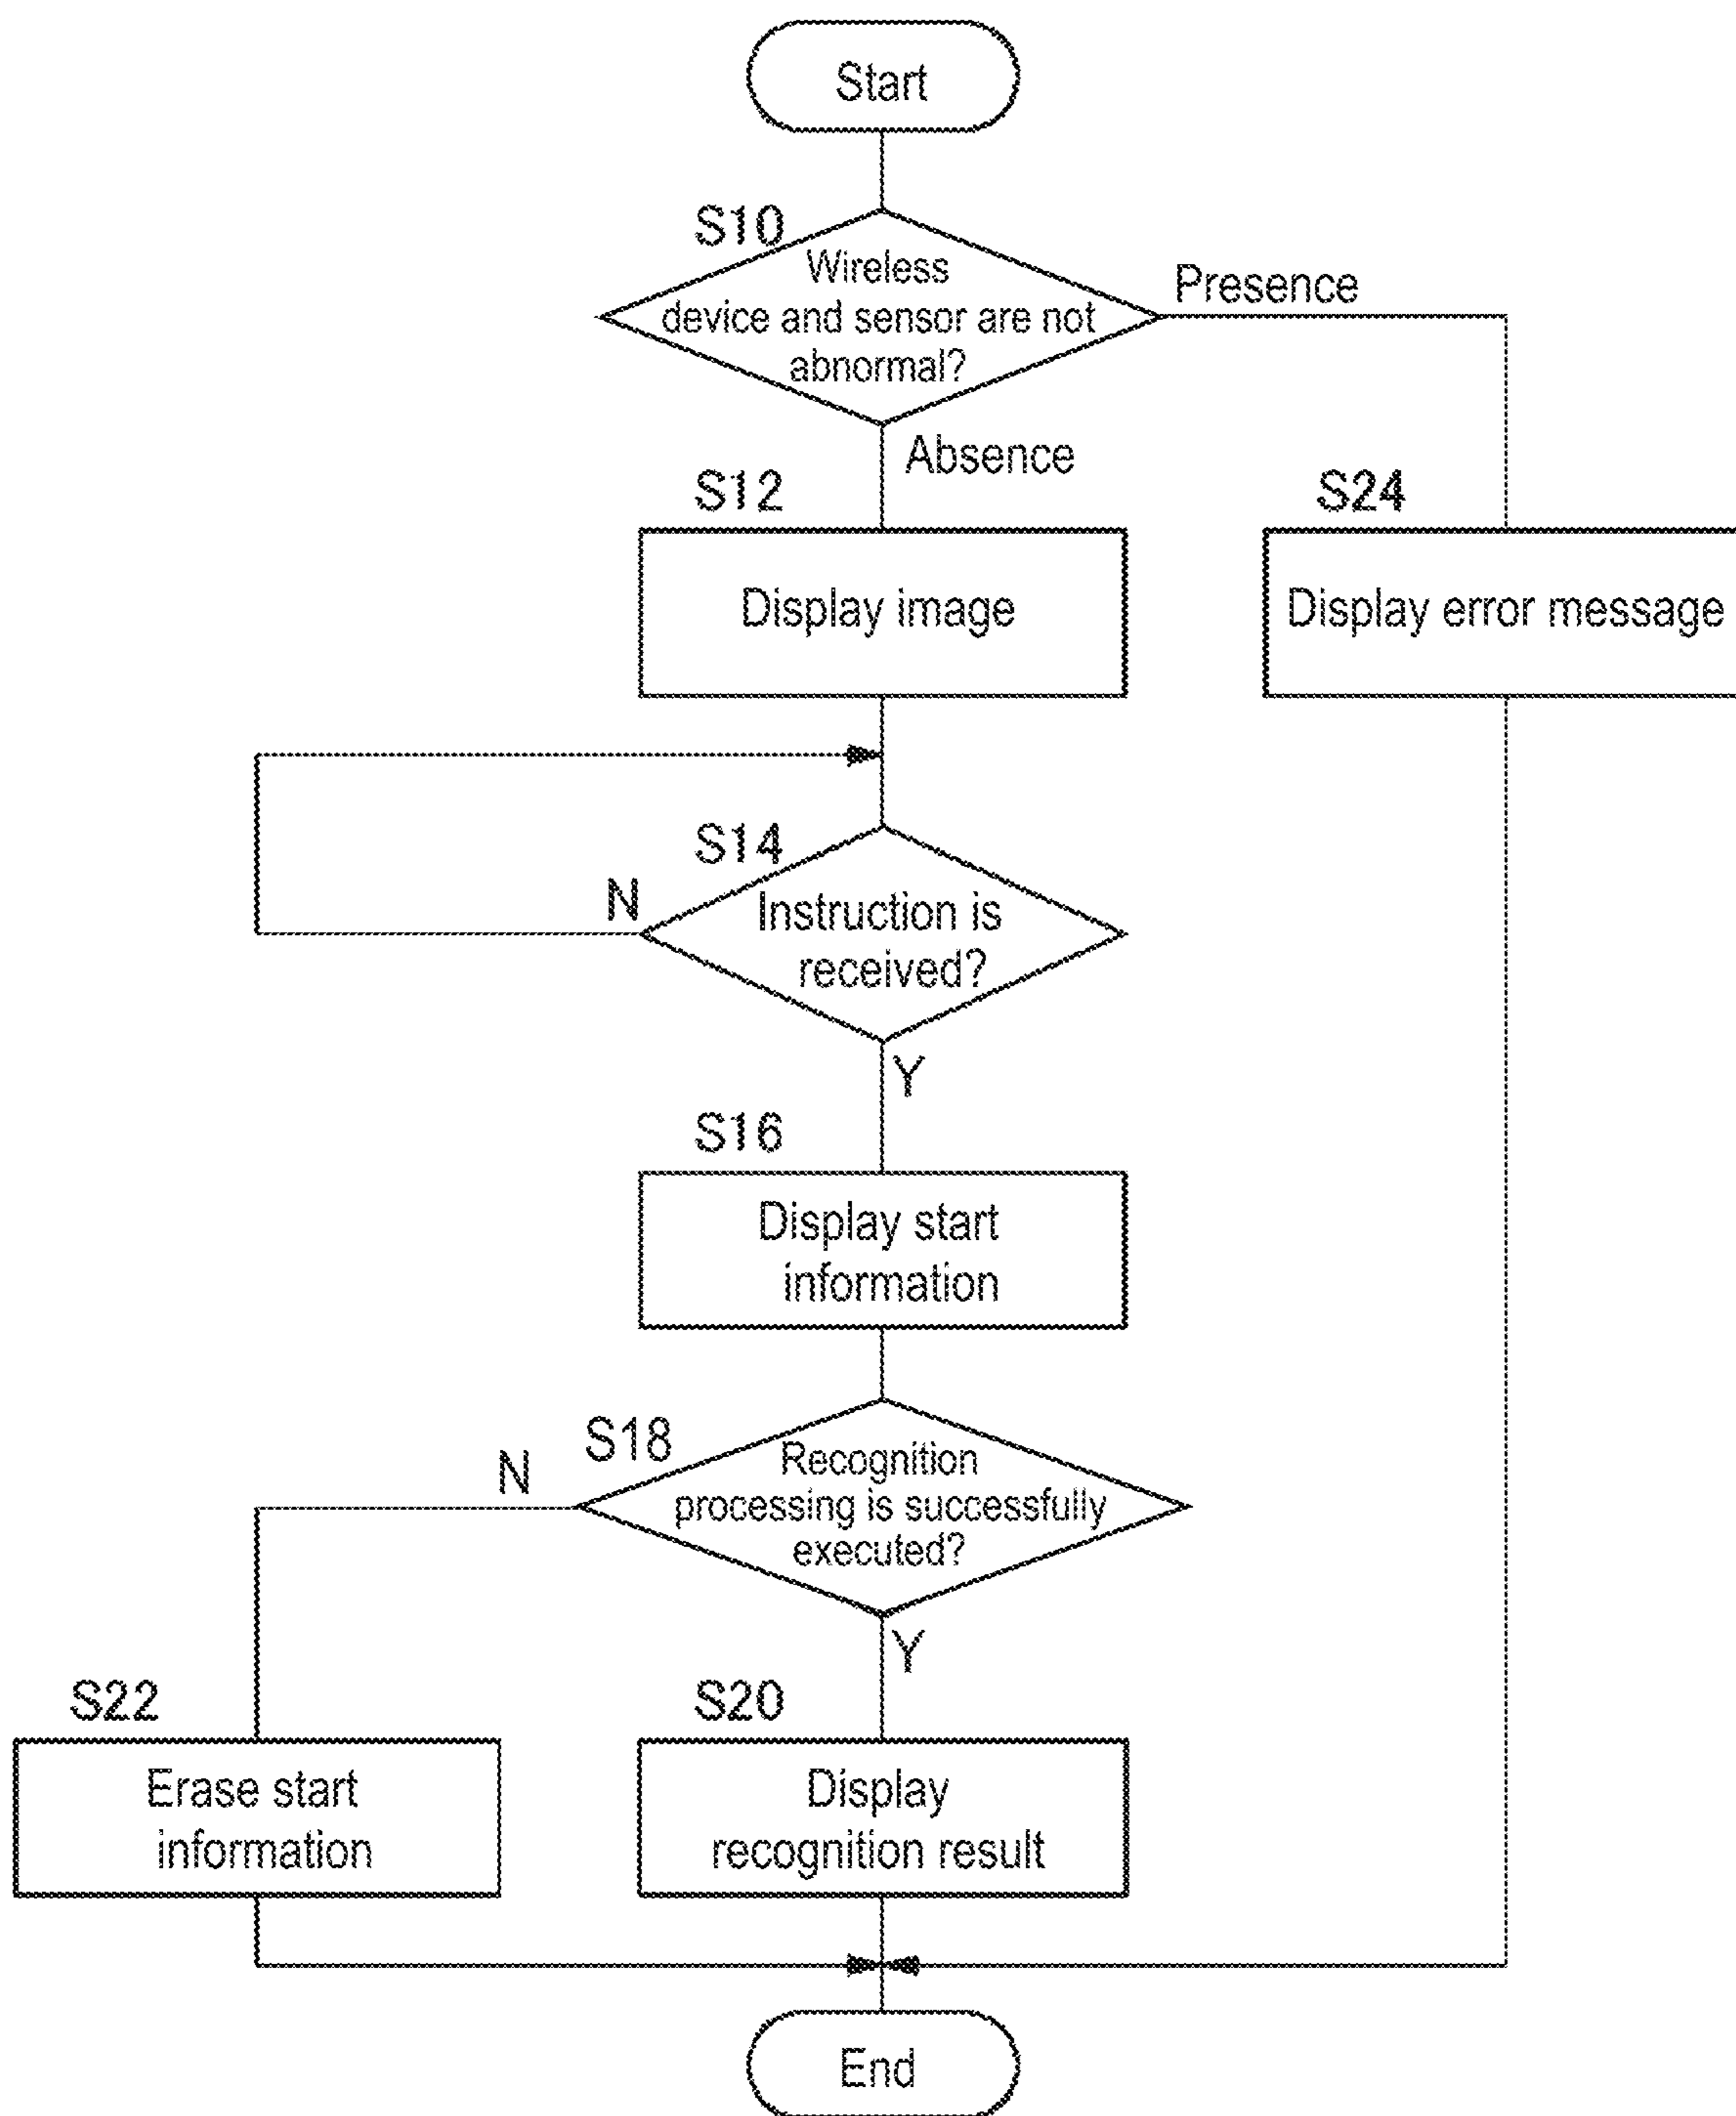 Start
S10
Wireless
device and sensor are not
abnormal?
Presence
Absence
S12
S24
Display image
Display error message
S14
N
Instruction is
received?
Y
S16
Display start
information
S18
N
Recognition
processing is successfully
executed?
Y
S22
S20
Erase start
information
Display
recognition result
End